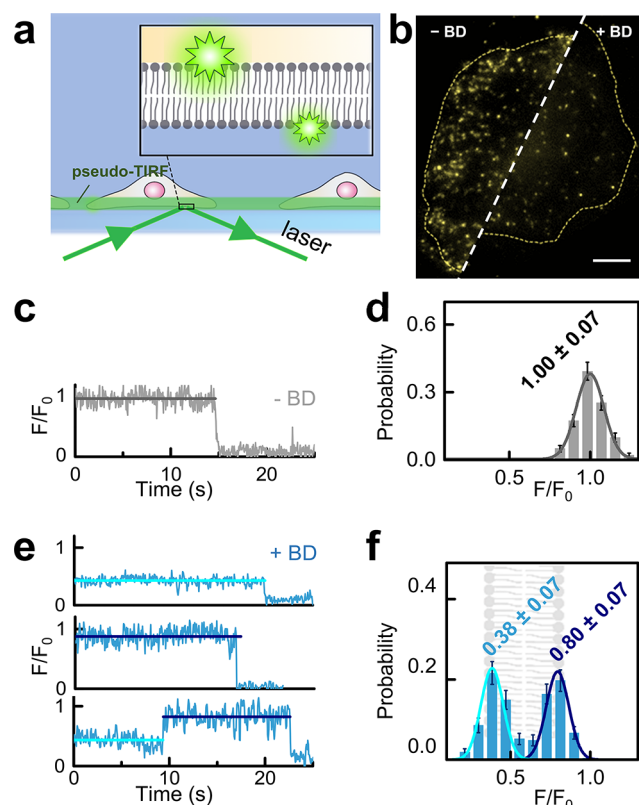 a
pseudo-TIRF
laser
b
– BD
+ BD
c
1
0
F/F0
- BD
0
10
20
Time (s)
d
0.6
0.3
0.0
Probability
1.00 ± 0.07
0.5
1.0
F/F0
e
+ BD
1
0
1
0
1
0
F/F0
0
10
20
Time (s)
f
0.4
0.2
0.0
Probability
0.38 ± 0.07
0.80 ± 0.07
0.5
1.0
F/F0